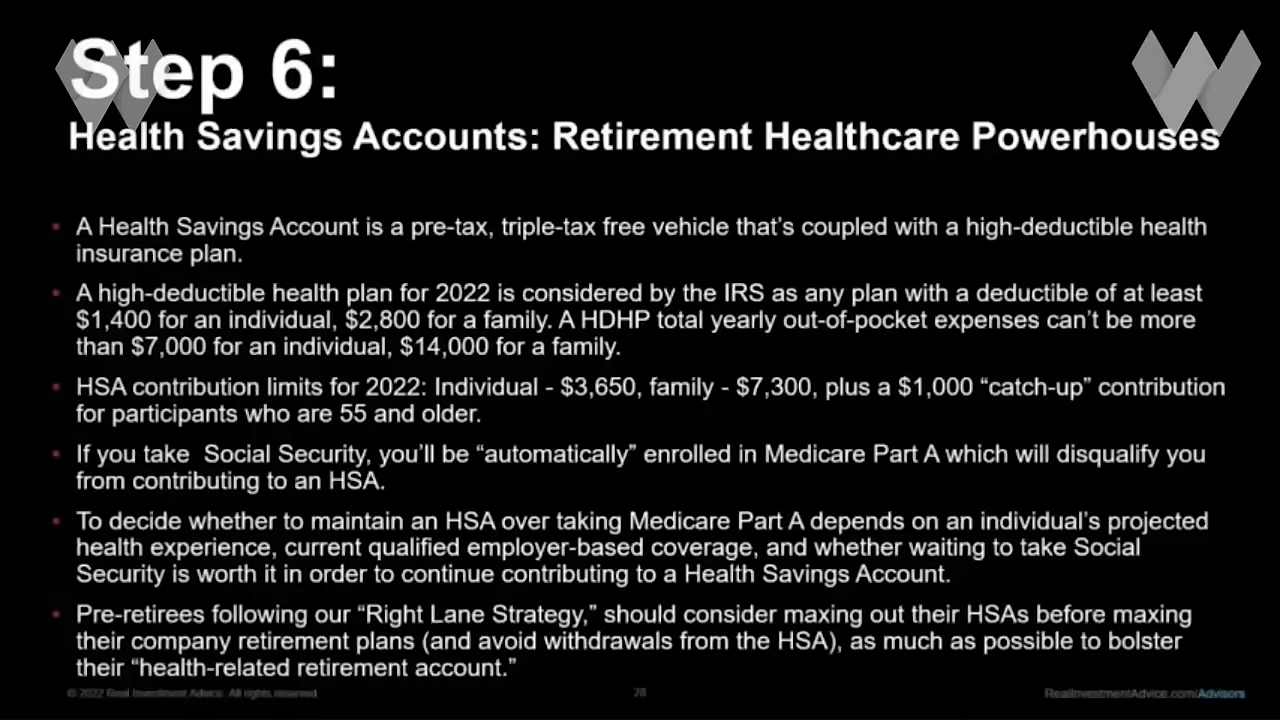 Step 6:
Health Savings Accounts: Retirement Healthcare Powerhouses
A Health Savings Account is a pre-tax, triple-tax free vehicle that's coupled with a high-deductible health
insurance plan.
A high-deductible health plan for 2022 is considered by the IRS as any plan with a deductible of at least
$1,400 for an individual, $2,800 for a family. A HDHP total yearly out-of-pocket expenses can't be more
than $7,000 for an individual, $14,000 for a family.
HSA contribution limits for 2022: Individual - $3,650, family - $7,300, plus a $1,000 “catch-up” contribution
for participants who are 55 and older.
If you take  Social Security, you'll be “automatically” enrolled in Medicare Part A which will disqualify you
from contributing to an HSA.
To decide whether to maintain an HSA over taking Medicare Part A depends on an individual's projected
health experience, current qualified employer-based coverage, and whether waiting to take Social
Security is worth it in order to continue contributing to a Health Savings Account.
Pre-retirees following our “Right Lane Strategy,” should consider maxing out their HSAs before maxing
their company retirement plans (and avoid withdrawals from the HSA), as much as possible to bolster
their “health-related retirement account.”
© 2022 Real Investment Advice. All rights reserved
28
RealInvestmentAdvice.com/Advisors